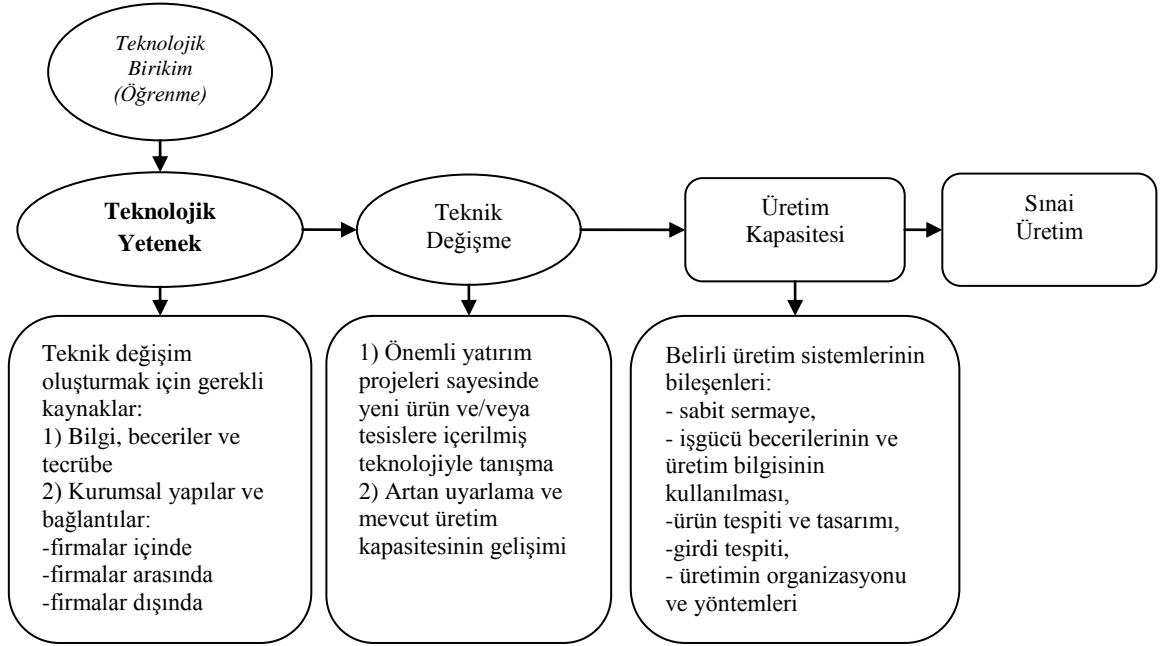 Teknolojik
Birikim
(Öğrenme)
Teknolojik
Yetenek
Teknik
Değişme
Üretim
Kapasitesi
Sınai
Üretim
Teknik değişim
oluşturmak için gerekli
kaynaklar:
1) Bilgi, beceriler ve
tecrübe
2) Kurumsal yapılar ve
bağlantılar:
-firmalar içinde
-firmalar arasında
-firmalar dışında
1) Önemli yatırım
projeleri sayesinde
yeni ürün ve/veya
tesislere içerilmiş
teknolojiyle tanışma
2) Artan uyarlama ve
mevcut üretim
kapasitesinin gelişimi
Belirli üretim sistemlerinin
bileşenleri:
- sabit sermaye,
- işgücü becerilerinin ve
üretim bilgisinin
kullanılması,
-ürün tespiti ve tasarımı,
-girdi tespiti,
- üretimin organizasyonu
ve yöntemleri